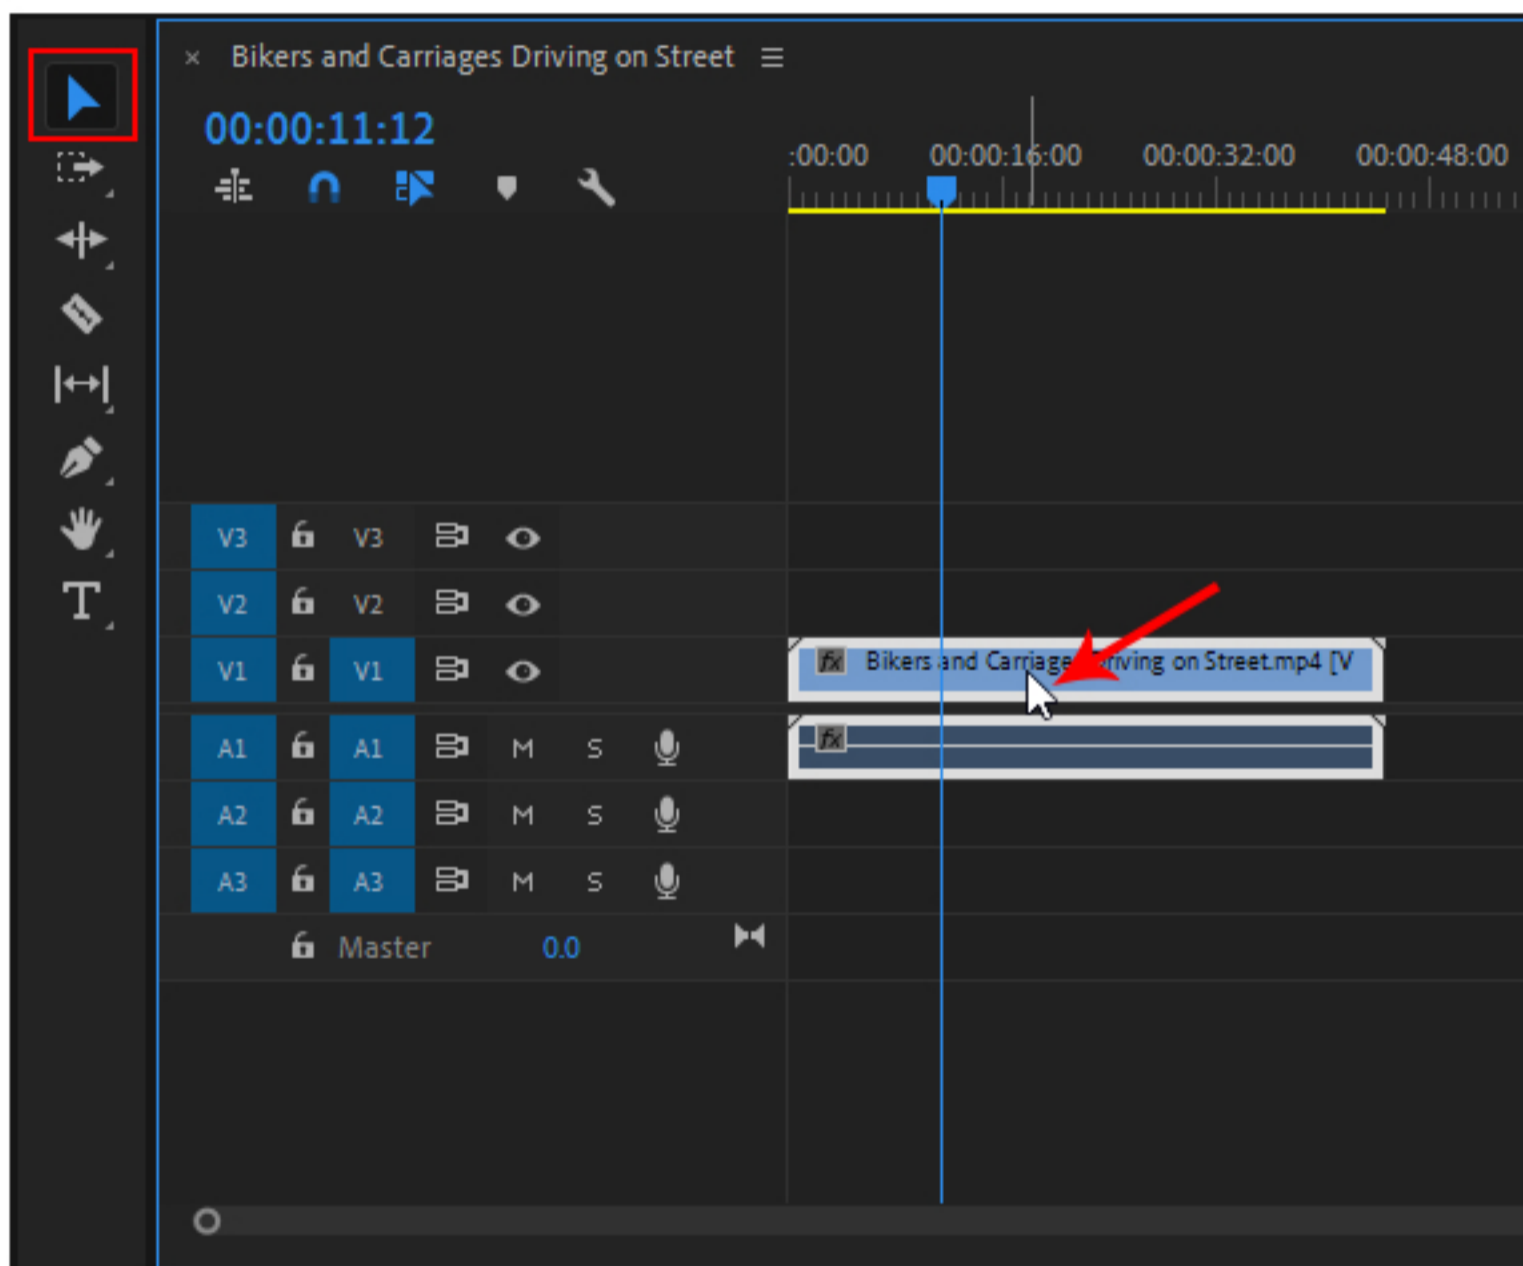 × Bikers and Carriages Driving on Street
00:00:11:12
:00:00 00:00:16:00 00:00:32:00 00:00:48:00
T
V3 V3
V2 V2
V1 V1
fx Bikers and Carriage Driving on Street.mp4 [V
A1 A1 M S
fx
A2 A2 M S
A3 A3 M S
Master 0.0